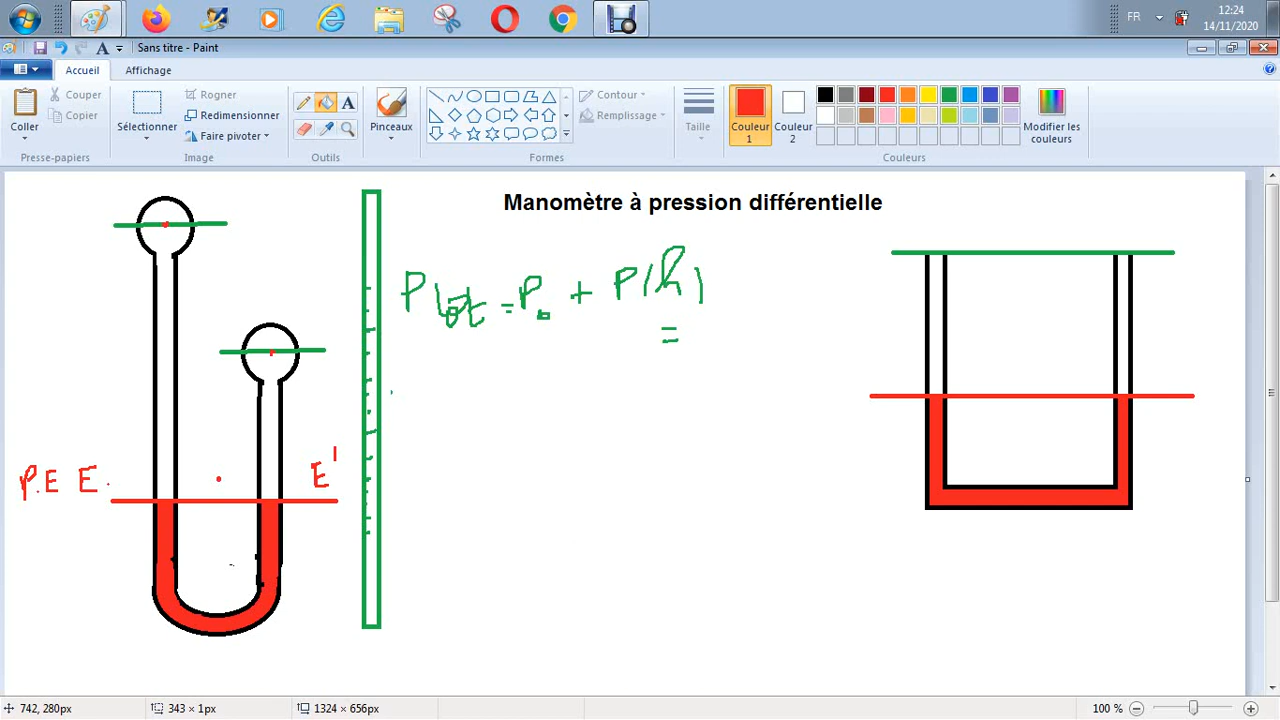 FR
12:24
14/11/2020
Sans titre - Paint
Accueil
Affichage
Coller
Couper
Copier
Presse-papiers
Sélectionner
Rogner
Redimensionner
Faire pivoter
Image
Outils
Pinceaux
Contour
Remplissage
Formes
Taille
Couleur 1
Couleur 2
Modifier les couleurs
Couleurs
Manomètre à pression différentielle
P tot = P0 + P(h)
=
P.E E.
E'
742, 280px
343 × 1px
1324 × 656px
100 %